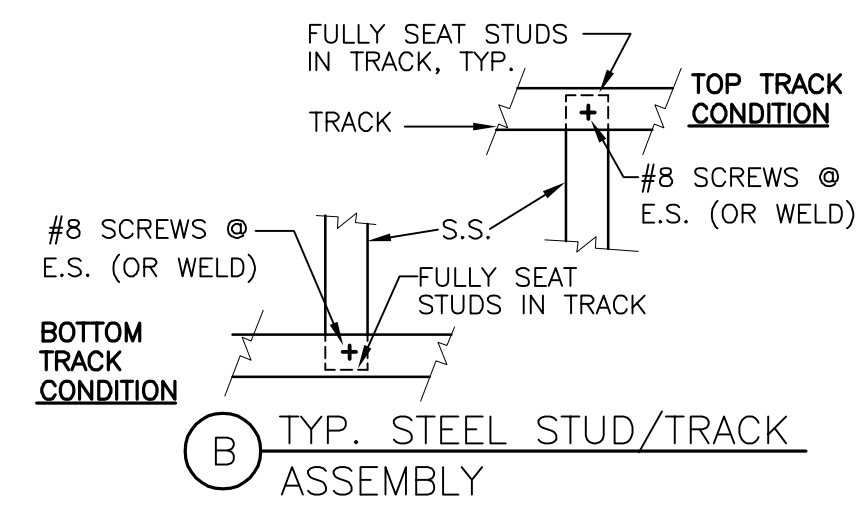 FULLY SEAT STUDS
IN TRACK, TYP.
TOP TRACK
CONDITION
TRACK
#8 SCREWS @
E.S. (OR WELD)
#8 SCREWS @
E.S. (OR WELD)
S.S.
FULLY SEAT
STUDS IN TRACK
BOTTOM
TRACK
CONDITION
B
TYP. STEEL STUD/TRACK
ASSEMBLY